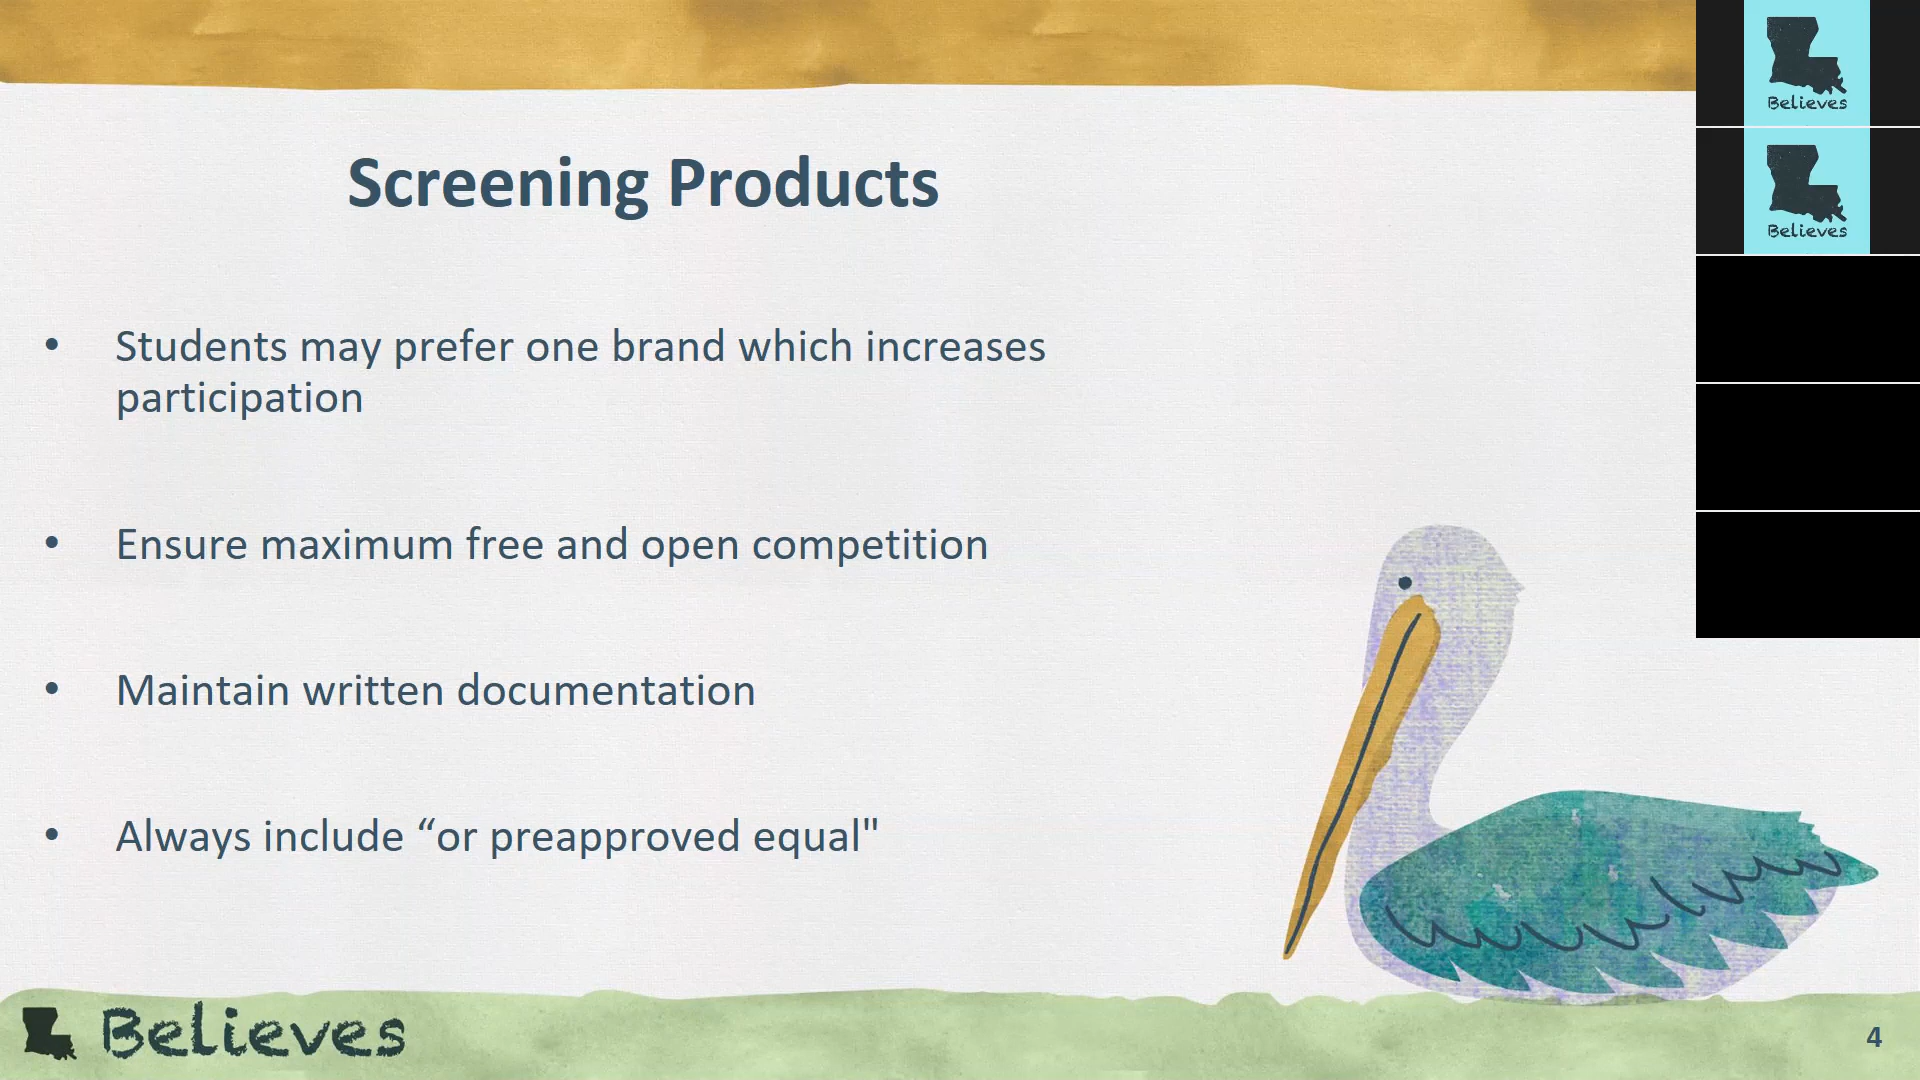 Screening Products
• Students may prefer one brand which increases
participation
• Ensure maximum free and open competition
• Maintain written documentation
• Always include “or preapproved equal"
Believes
4
Believes
Believes